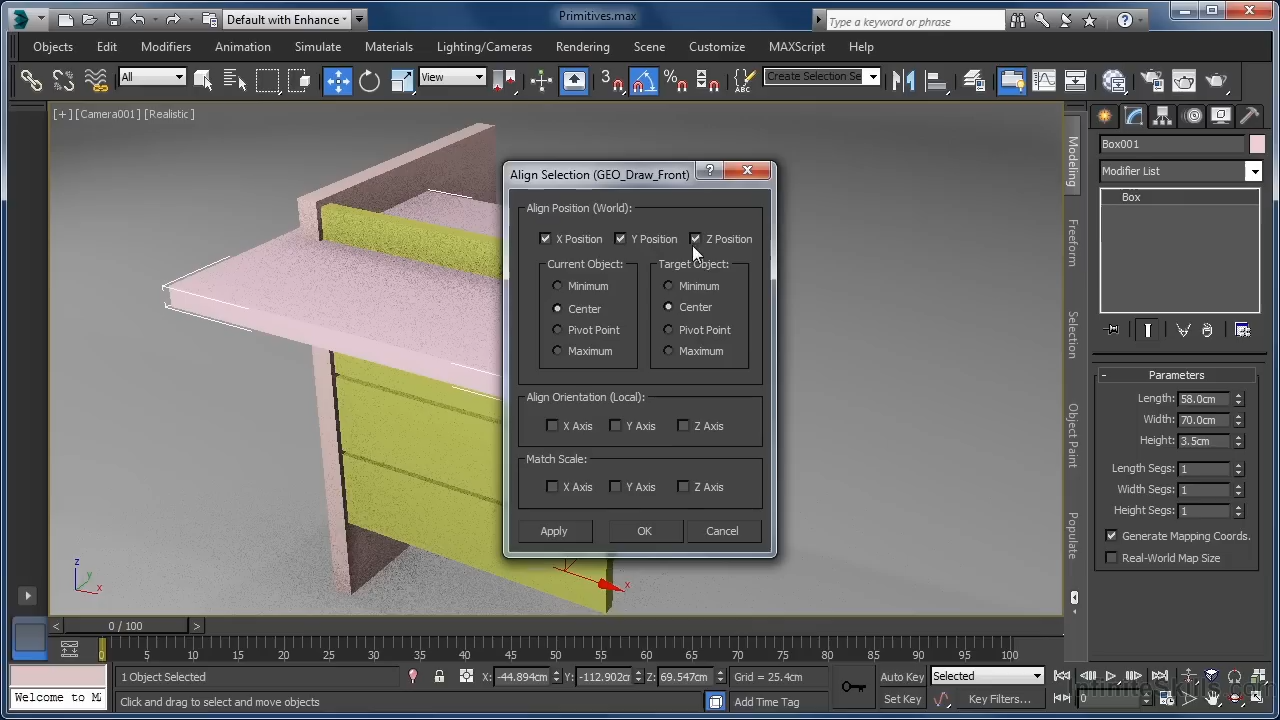 Default with Enhance
Primitives.max
Type a keyword or phrase
Objects Edit Modifiers Animation Simulate Materials Lighting/Cameras Rendering Scene Customize MAXScript Help
All View 3 % ABC Create Selection Se
[+] [Camera001] [Realistic]
Align Selection (GEO_Draw_Front)
Align Position (World):
X Position Y Position Z Position
Current Object: Target Object:
Minimum Minimum
Center Center
Pivot Point Pivot Point
Maximum Maximum
Align Orientation (Local):
X Axis Y Axis Z Axis
Match Scale:
X Axis Y Axis Z Axis
Apply OK Cancel
x
z
y
x
Modeling
Freeform
Selection
Object Paint
Populate
Box001
Modifier List
Box
- Parameters
Length: 58.0cm
Width: 70.0cm
Height: 3.5cm
Length Segs: 1
Width Segs: 1
Height Segs: 1
Generate Mapping Coords.
Real-World Map Size
< 0 / 100 >
0 5 10 15 20 25 30 35 40 45 50 55 60 65 70 75 80 85 90 95 100
1 Object Selected X: -44.894cm Y: -112.902cm Z: 69.547cm Grid = 25.4cm Auto Key Selected
Welcome to M Click and drag to select and move objects Add Time Tag Set Key Key Filters... 0
InfiniteSkills.com